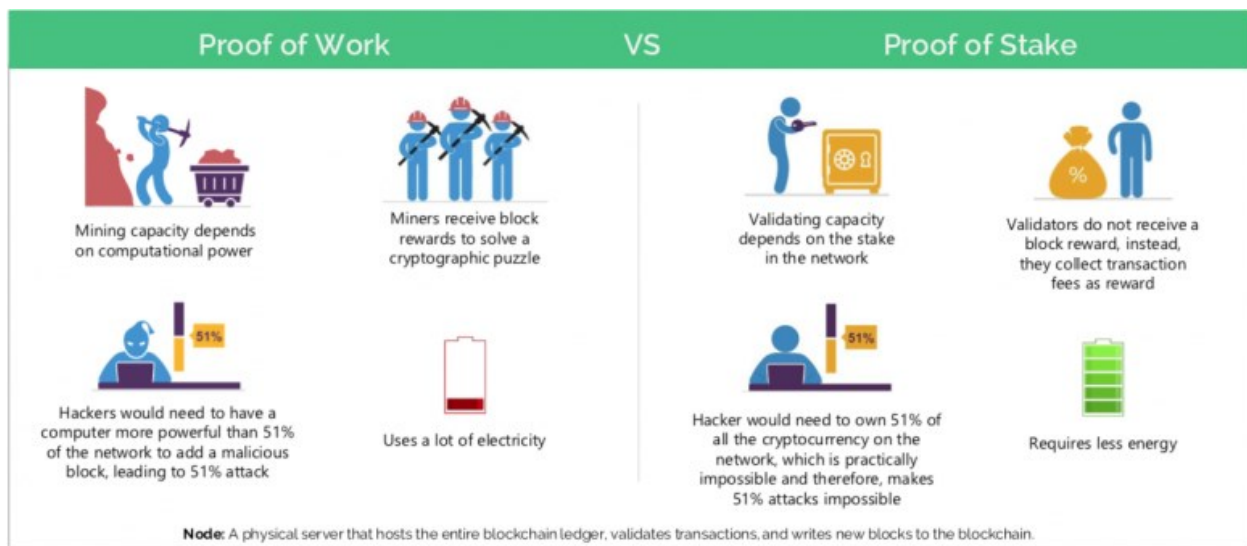 Proof of Work
VS
Proof of Stake
Mining capacity depends
on computational power
Miners receive block
rewards to solve a
cryptographic puzzle
Validating capacity
depends on the stake
in the network
%
Validators do not receive a
block reward, instead,
they collect transaction
fees as reward
51%
Hackers would need to have a
computer more powerful than 51%
of the network to add a malicious
block, leading to 51% attack
Uses a lot of electricity
51%
Hacker would need to own 51% of
all the cryptocurrency on the
network, which is practically
impossible and therefore, makes
51% attacks impossible
Requires less energy
Node: A physical server that hosts the entire blockchain ledger, validates transactions, and writes new blocks to the blockchain.